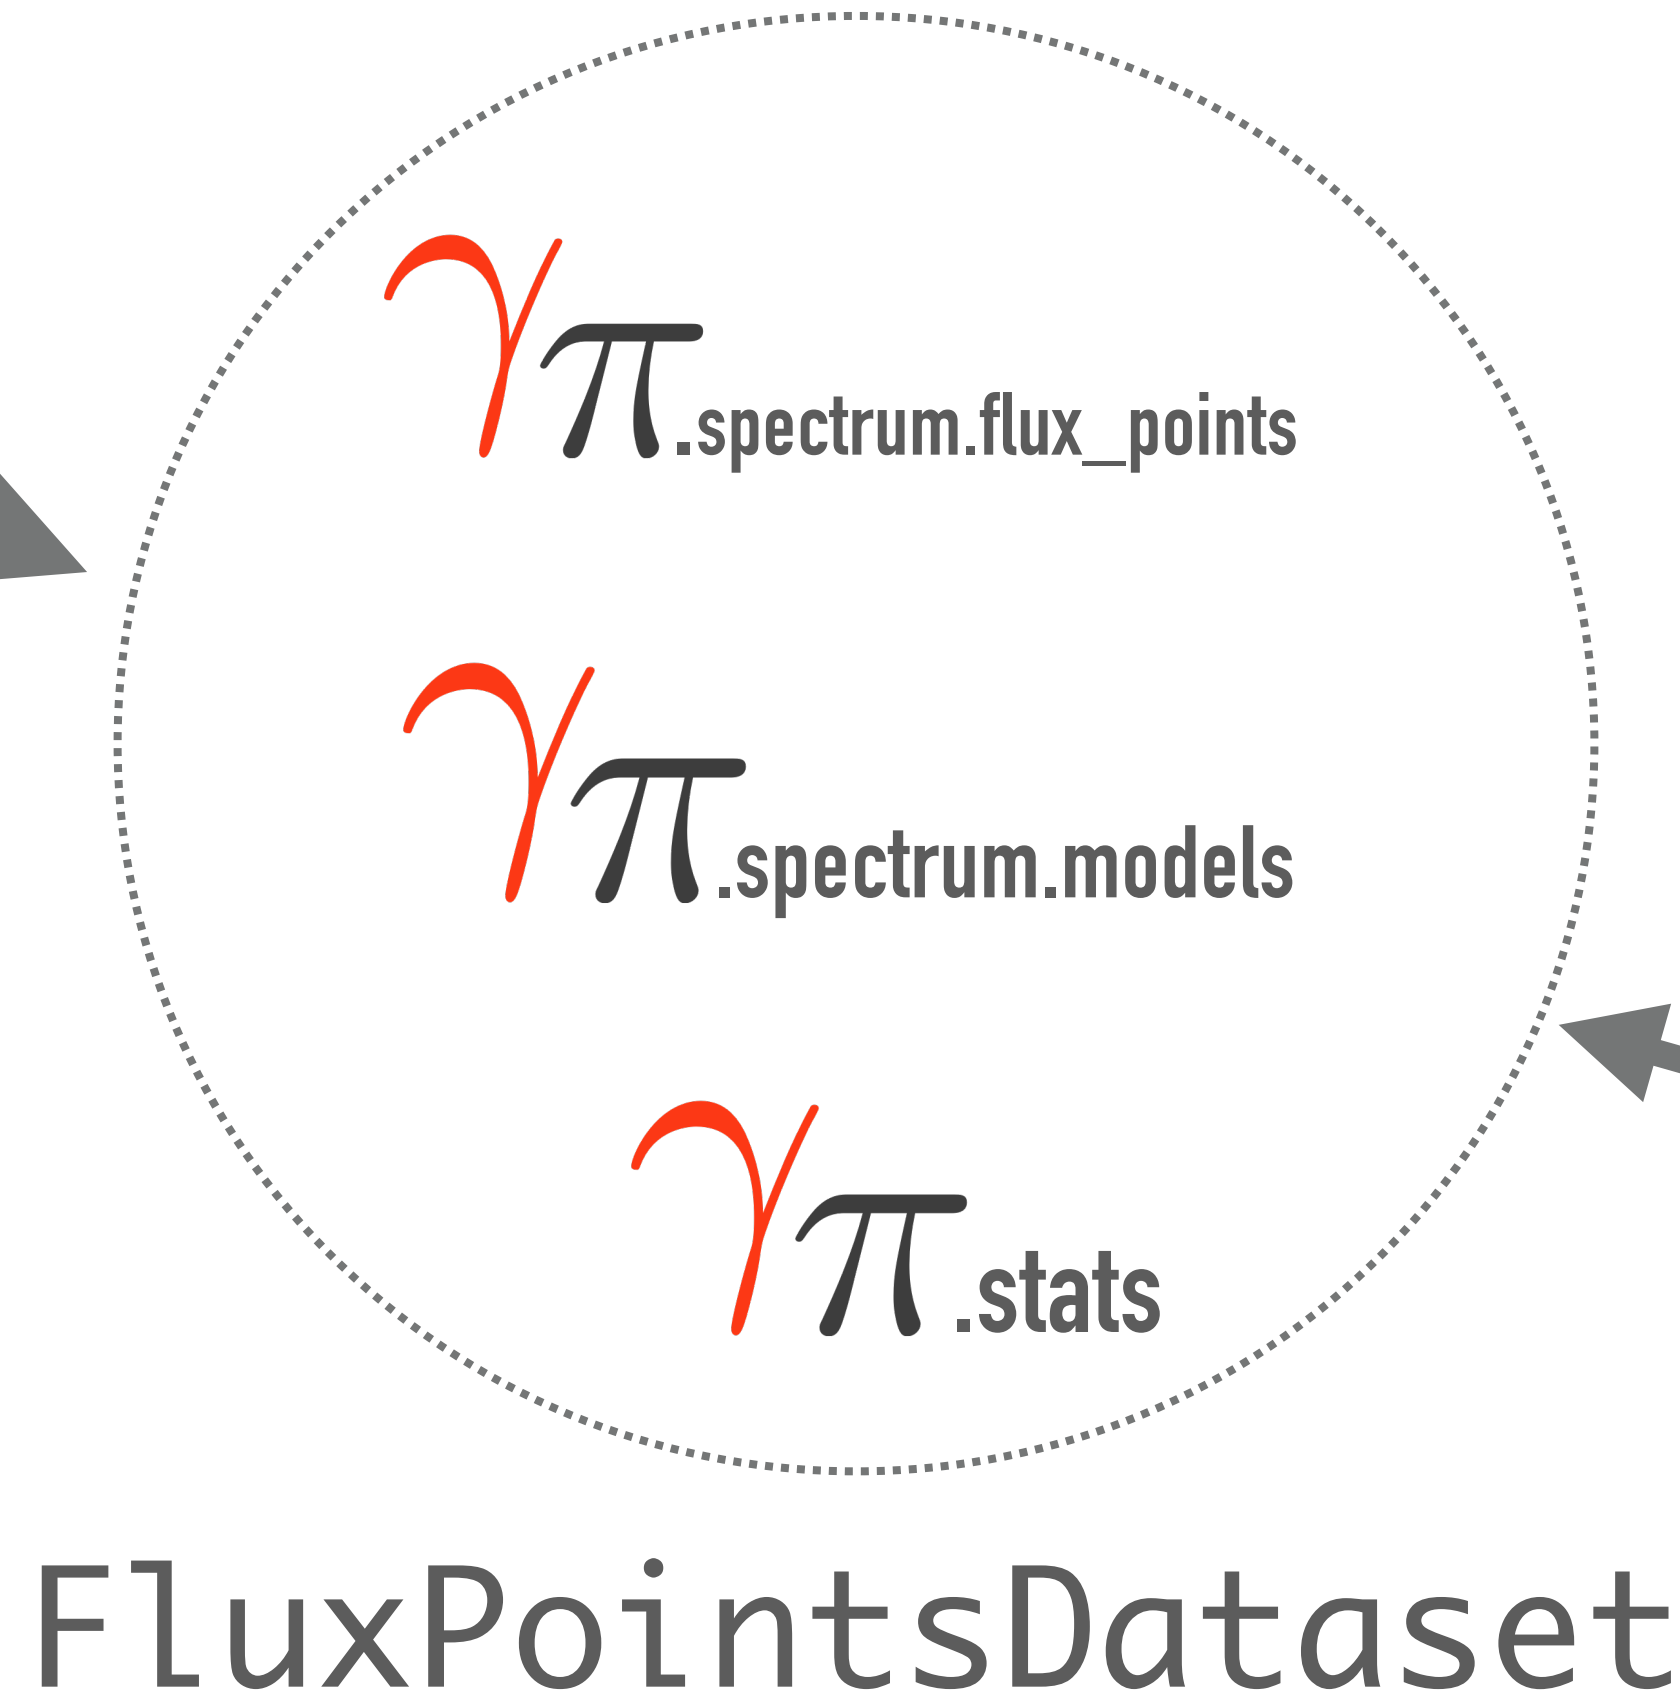 γπ.spectrum.flux_points
γπ.spectrum.models
γπ.stats
FluxPointsDataset